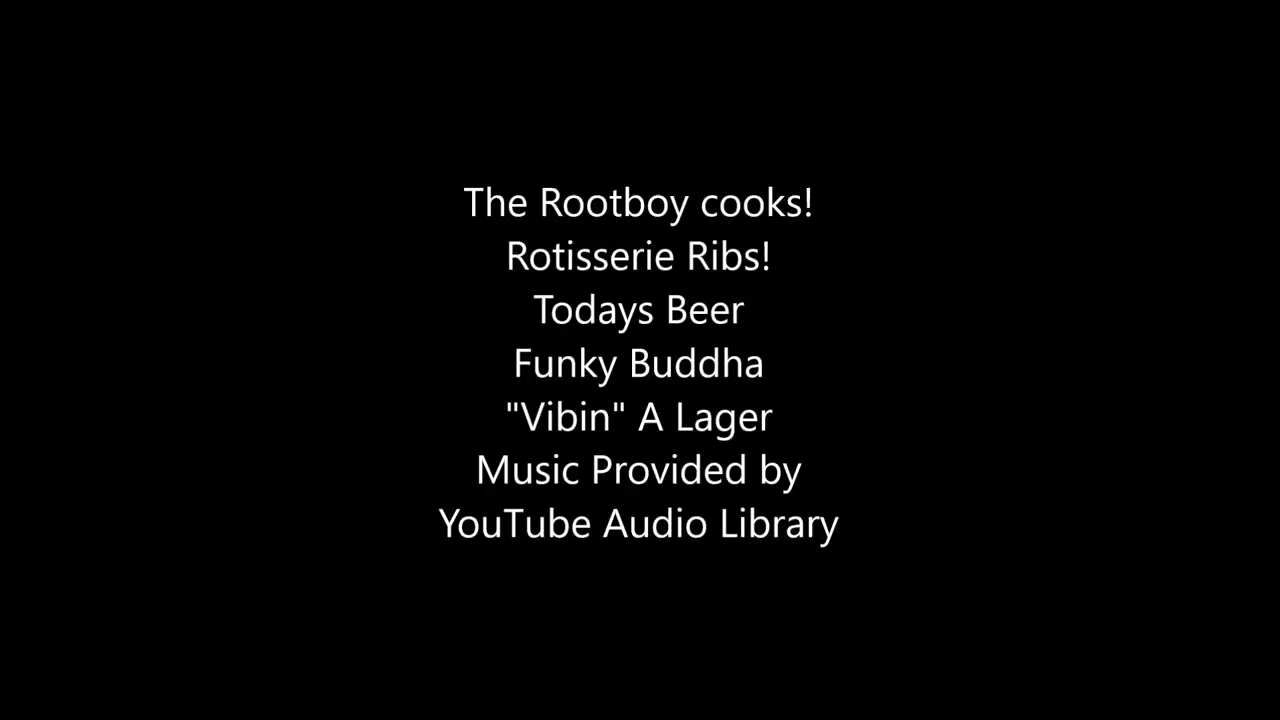 The Rootboy cooks!
Rotisserie Ribs!
Todays Beer
Funky Buddha
"Vibin" A Lager
Music Provided by
YouTube Audio Library